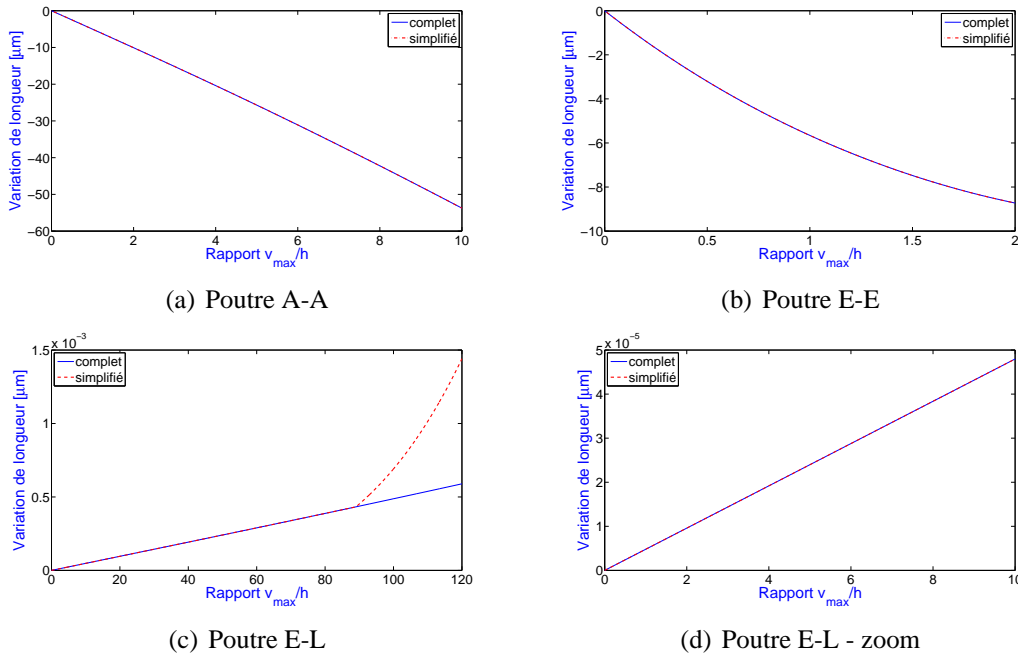 0
−10
−20
−30
−40
−50
−60
0 2 4 6 8 10
Variation de longueur [µm]
Rapport v_max/h
complet
simplifié
(a) Poutre A-A
0
−2
−4
−6
−8
−10
0 0.5 1 1.5 2
Variation de longueur [µm]
Rapport v_max/h
complet
simplifié
(b) Poutre E-E
x 10^−3
1.5
1
0.5
0
0 20 40 60 80 100 120
Variation de longueur [µm]
Rapport v_max/h
complet
simplifié
(c) Poutre E-L
x 10^−5
5
4
3
2
1
0
0 2 4 6 8 10
Variation de longueur [µm]
Rapport v_max/h
complet
simplifié
(d) Poutre E-L - zoom